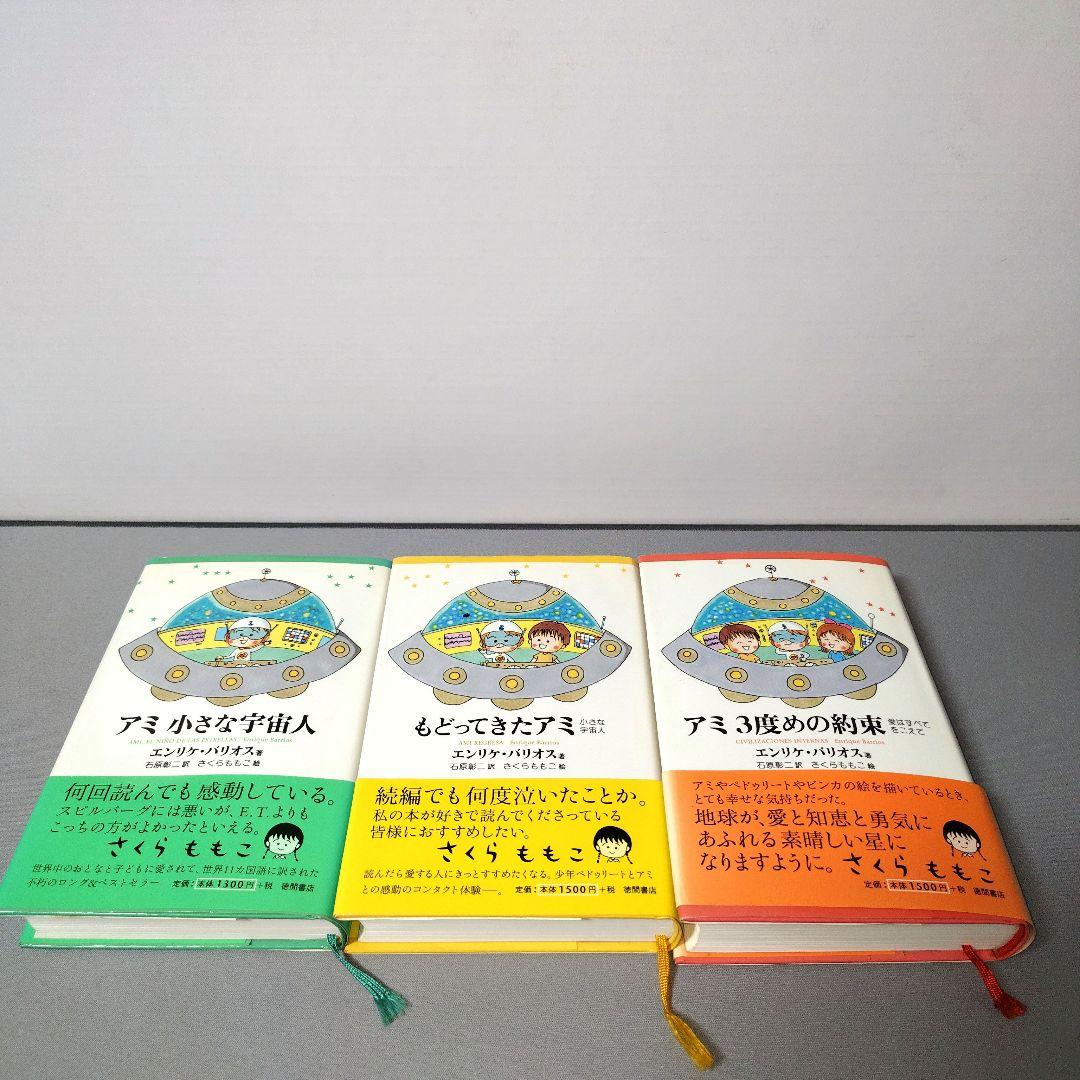 アミ 小さな宇宙人
AMI, EL NIÑO DE LAS ESTRELLAS Enrique Barrios
エンリケ・バリオス 著
石原彰二 訳 さくらももこ 絵
何回読んでも感動している。
スピルバーグには悪いが、E.T.よりも
こっちの方がよかったといえる。
さくらももこ
世界中のおとなと子どもに愛されて、世界11カ国語に訳された
不朽のロング&ベストセラー 定価:本体1300円+税 徳間書店
もどってきたアミ 小さな
宇宙人
AMI REGRESA Enrique Barrios
エンリケ・バリオス 著
石原彰二 訳 さくらももこ 絵
続編でも何度泣いたことか。
私の本が好きで読んでくださっている
皆様におすすめしたい。
さくらももこ
読んだら愛する人にきっとすすめたくなる。少年ペドゥリートとアミ
との感動のコンタクト体験――。 定価:本体1500円+税 徳間書店
アミ 3度めの約束 愛はすべて
をこえて
CIVILIZACIONES INTERNAS Enrique Barrios
エンリケ・バリオス 著
石原彰二 訳 さくらももこ 絵
アミやペドゥリートやビンカの絵を描いているとき、
とても幸せな気持ちだった。
地球が、愛と知恵と勇気に
あふれる素晴しい星に
なりますように。さくらももこ
定価:本体1500円+税 徳間書店